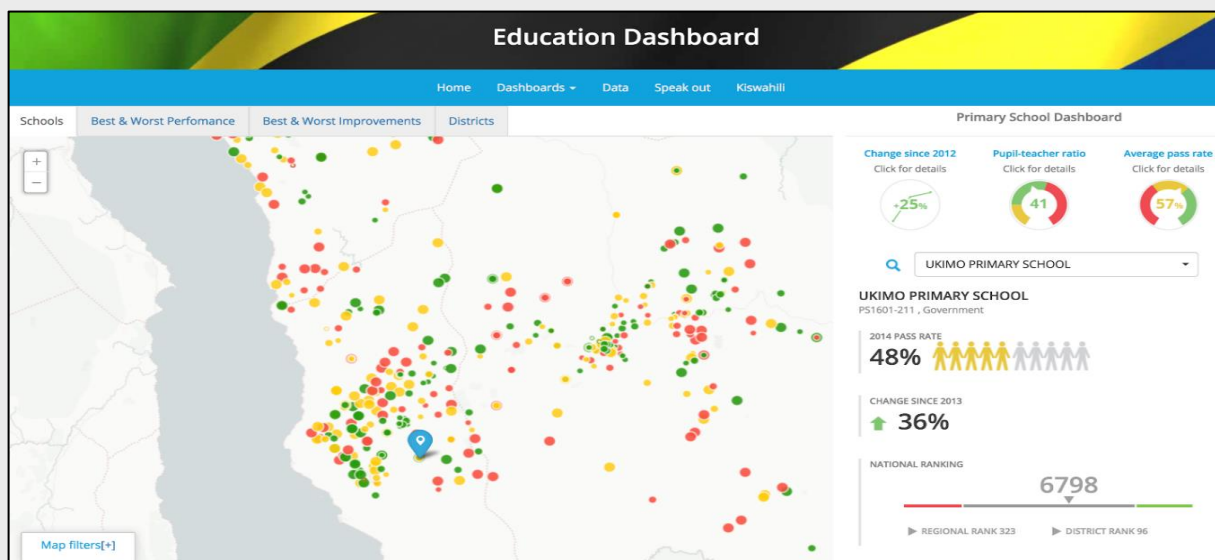 Education Dashboard
Home Dashboards Data Speak out Kiswahili
Schools Best & Worst Perfomance Best & Worst Improvements Districts
+
−
Map filters[+]
Primary School Dashboard
Change since 2012 Pupil-teacher ratio Average pass rate
Click for details Click for details Click for details
+25% 41 57%
UKIMO PRIMARY SCHOOL
UKIMO PRIMARY SCHOOL
PS1601-211 , Government
2014 PASS RATE
48%
CHANGE SINCE 2013
36%
NATIONAL RANKING
6798
REGIONAL RANK 323 DISTRICT RANK 96